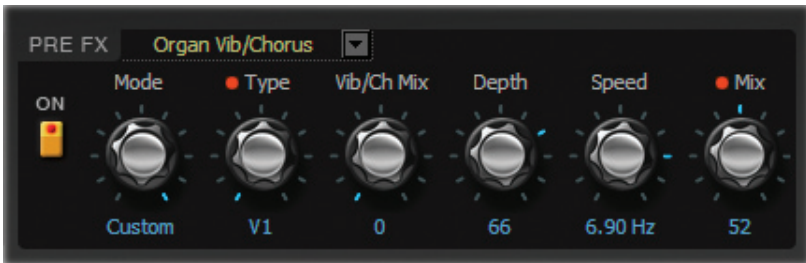 PRE FX Organ Vib/Chorus
ON
Mode Type Vib/Ch Mix Depth Speed Mix
Custom V1 0 66 6.90 Hz 52